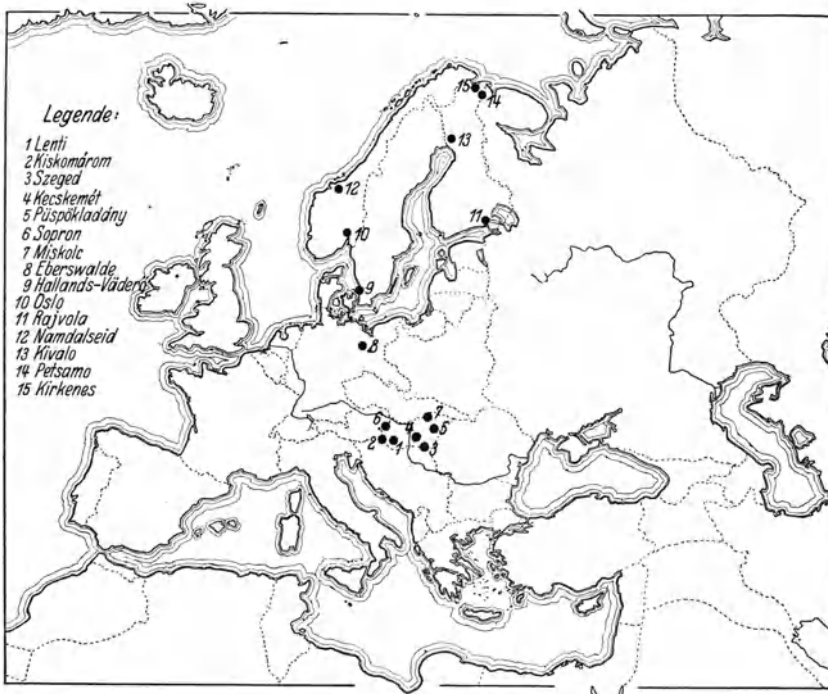 Legende:
1 Lenti
2 Kiskomárom
3 Szeged
4 Kecskemét
5 Püspökladány
6 Sopron
7 Miskolc
8 Eberswalde
9 Hallands-Väderö
10 Oslo
11 Rajvola
12 Namdalseid
13 Kivalo
14 Petsamo
15 Kirkenes
15
14
13
12
11
10
9
8
7
6
4
5
2
1
3